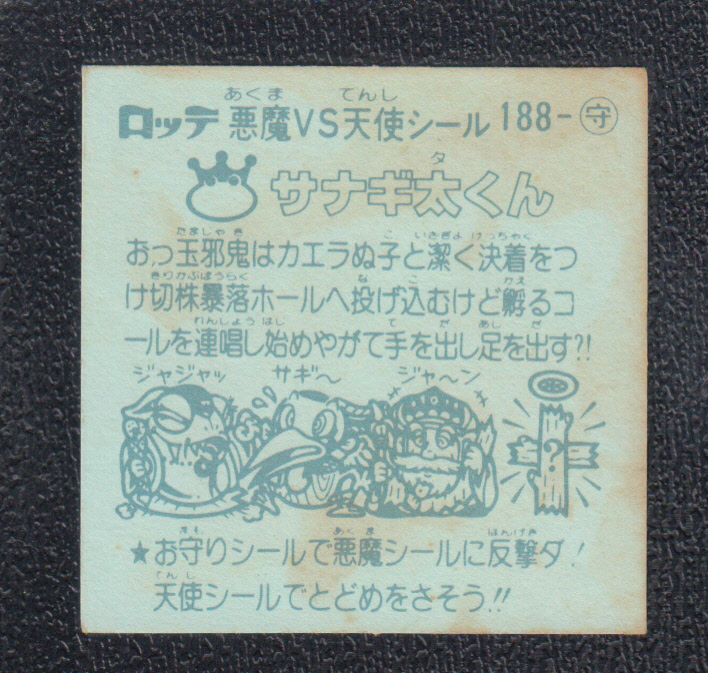 ロッテ 悪魔VS天使シール 188-守
あくま てんし
サナギ太くん
タ
おっ玉邪鬼はカエラぬ子と潔く決着をつ
たましゃき こ いさぎよ けっちゃく
け切株暴落ホールへ投げ込むけど孵るコ
きりかぶぼうらく な こ かえ
ールを連唱し始めやがて手を出し足を出す?!
れんしょう はじ て だ あし だ
ジャジャッ サギ〜 ジャ〜ン
?
★お守りシールで悪魔シールに反撃ダ!
まも あくま はんげき
天使シールでとどめをさそう!!
てんし